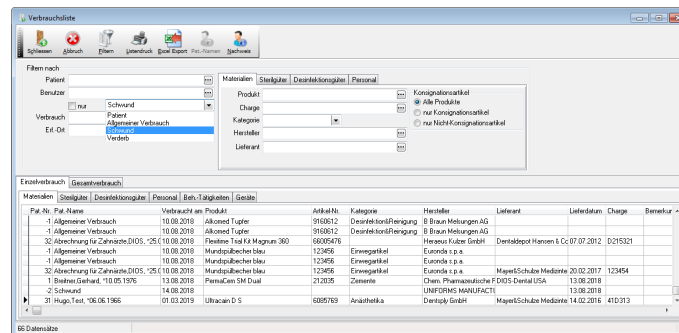 Verbrauchsliste
Schliessen Abbruch Filtern Listendruck Excel Export Pat.-Namen Nachweis
Filtern nach
Patient
Benutzer
nur Schwund
Patient
Allgemeiner Verbrauch
Schwund
Verderb
Verbrauch
Erf.-Ort
Materialien Sterilgüter Desinfektionsgüter Personal
Produkt
Charge
Kategorie
Hersteller
Lieferant
Konsignationsartikel
Alle Produkte
nur Konsignationsartikel
nur Nicht-Konsignationsartikel
Einzelverbrauch Gesamtverbrauch
Materialien Sterilgüter Desinfektionsgüter Personal Beh.-Tätigkeiten Geräte
Pat.-Nr. Pat.-Name Verbraucht am Produkt Artikel-Nr. Kategorie Hersteller Lieferant Lieferdatum Charge Bemerkur
-1 Allgemeiner Verbrauch 10.08.2018 Alkomed Tupfer 9160612 Desinfektion&Reinigung B Braun Melsungen AG
-1 Allgemeiner Verbrauch 10.08.2018 Alkomed Tupfer 9160612 Desinfektion&Reinigung B Braun Melsungen AG
32 Abrechnung für Zahnärzte,DIOS, *25.0 10.08.2018 Flexitime Trial Kit Magnum 360 66005476 Heraeus Kulzer GmbH Dentaldepot Hansen & Cc 07.07.2012 D215321
-1 Allgemeiner Verbrauch 10.08.2018 Mundspülbecher blau 123456 Einwegartikel Euronda s.p.a.
-1 Allgemeiner Verbrauch 10.08.2018 Mundspülbecher blau 123456 Einwegartikel Euronda s.p.a.
32 Abrechnung für Zahnärzte,DIOS, *25.0 10.08.2018 Mundspülbecher blau 123456 Einwegartikel Euronda s.p.a. Mayer&Schulze Medizinte 20.02.2017 123454
1 Breitner,Gerhard, *10.05.1976 13.08.2018 PermaCem SM Dual 212035 Zemente Chem. Pharmazeutische F DIOS-Dental USA 13.08.2018
-2 Schwund 14.08.2018 UNIFORMS MANUFACTU 13.08.2018
31 Hugo,Test, *06.06.1966 01.03.2019 Ultracain D S 6085769 Anästhetika Dentsply GmbH Mayer&Schulze Medizinte 14.02.2016 41D313
66 Datensätze